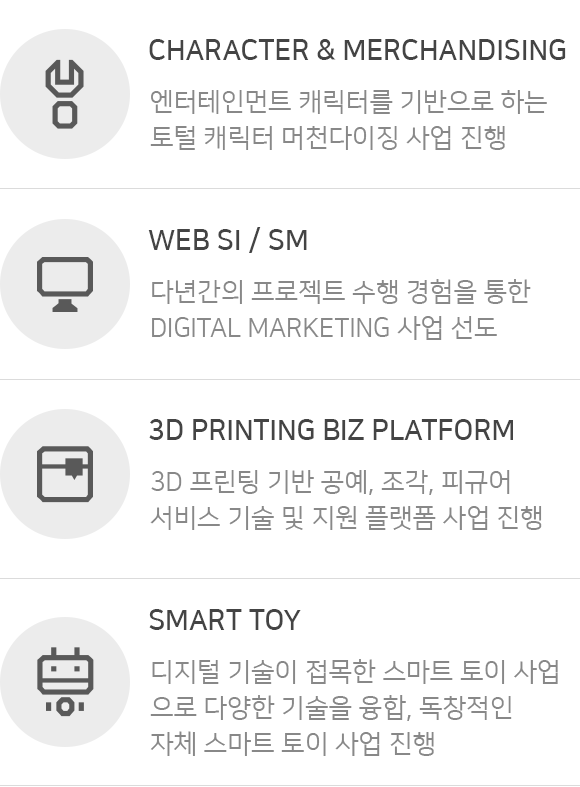 CHARACTER & MERCHANDISING
엔터테인먼트 캐릭터를 기반으로 하는
토털 캐릭터 머천다이징 사업 진행
WEB SI / SM
다년간의 프로젝트 수행 경험을 통한
DIGITAL MARKETING 사업 선도
3D PRINTING BIZ PLATFORM
3D 프린팅 기반 공예, 조각, 피규어
서비스 기술 및 지원 플랫폼 사업 진행
SMART TOY
디지털 기술이 접목한 스마트 토이 사업
으로 다양한 기술을 융합, 독창적인
자체 스마트 토이 사업 진행